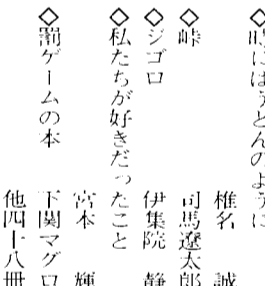 ◇時にはうどんのように
椎名 誠
◇峠
司馬遼太郎
◇ジゴロ
伊集院 静
◇私たちが好きだったこと
宮本 輝
◇罰ゲームの本
下関マグロ
他四十八冊